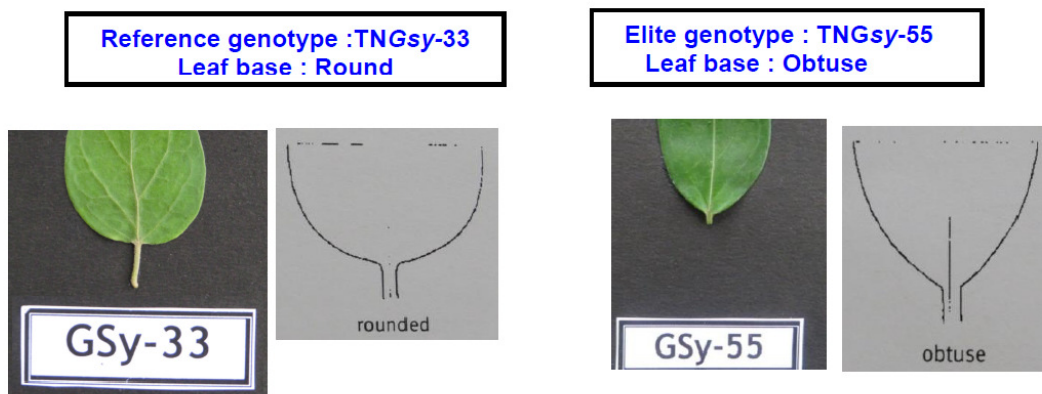 Reference genotype :TNGsy-33
Leaf base : Round
Elite genotype : TNGsy-55
Leaf base : Obtuse
GSy-33
rounded
GSy-55
obtuse